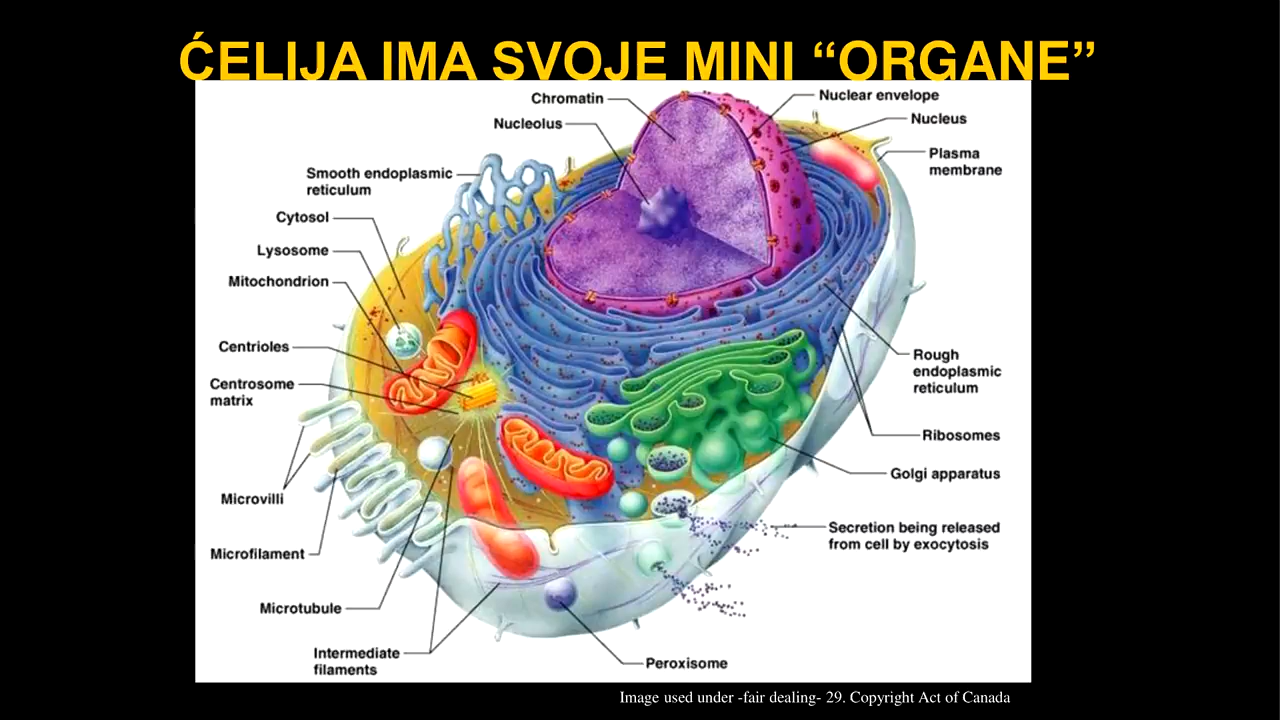 ĆELIJA IMA SVOJE MINI “ORGANE”
Chromatin
Nucleolus
Smooth endoplasmic
reticulum
Cytosol
Lysosome
Mitochondrion
Centrioles
Centrosome
matrix
Microvilli
Microfilament
Microtubule
Intermediate
filaments
Nuclear envelope
Nucleus
Plasma
membrane
Rough
endoplasmic
reticulum
Ribosomes
Golgi apparatus
Secretion being released
from cell by exocytosis
Peroxisome
Image used under -fair dealing- 29. Copyright Act of Canada